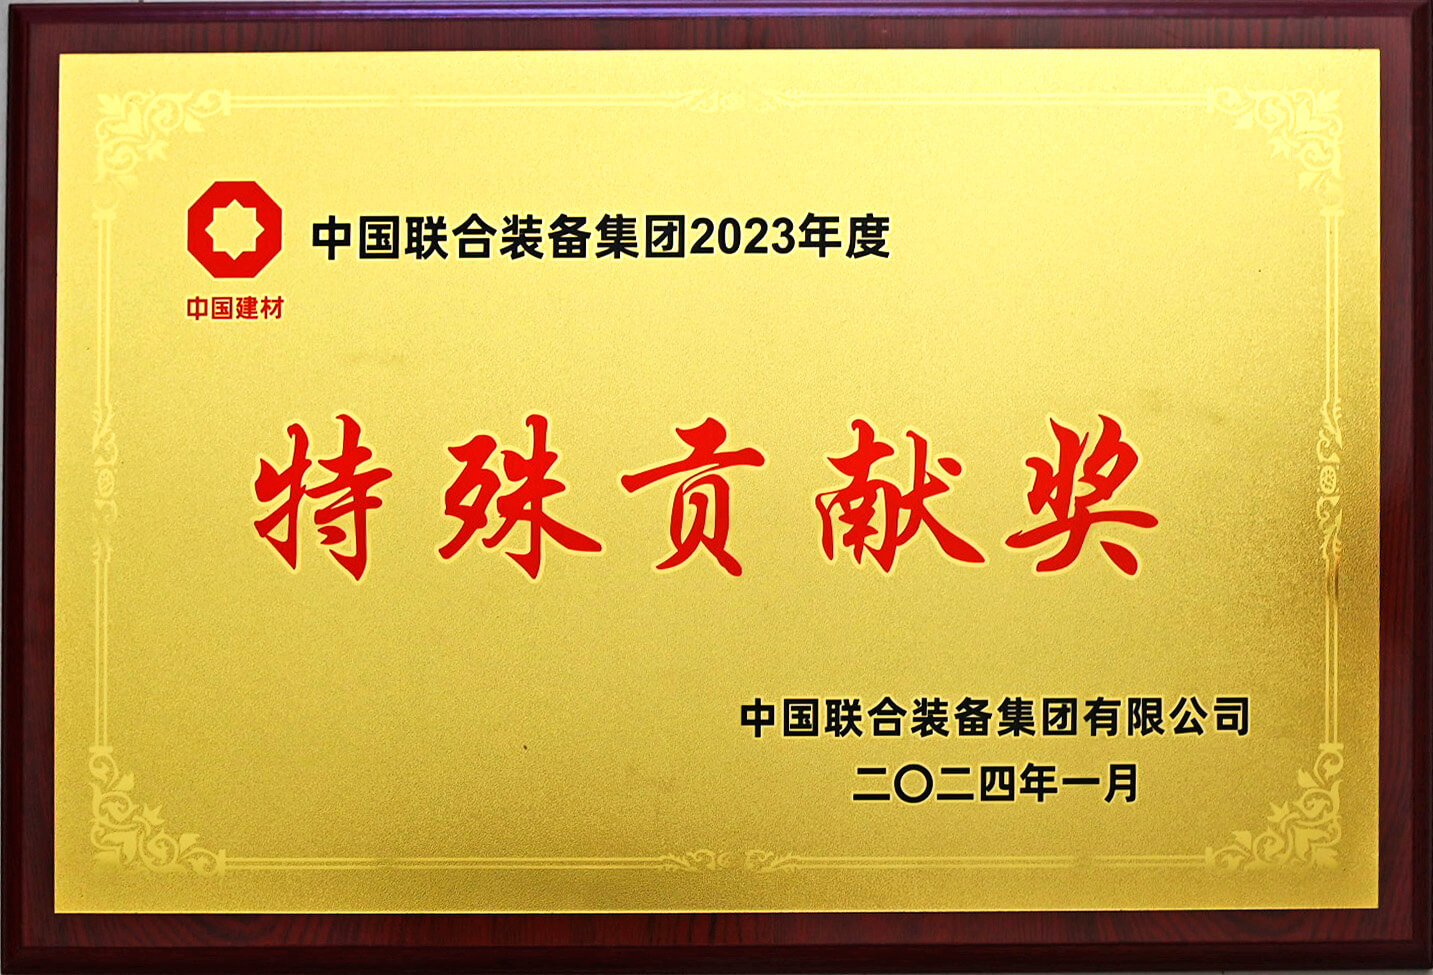 中国联合装备集团2023年度
中国建材
特殊贡献奖
中国联合装备集团有限公司
二〇二四年一月